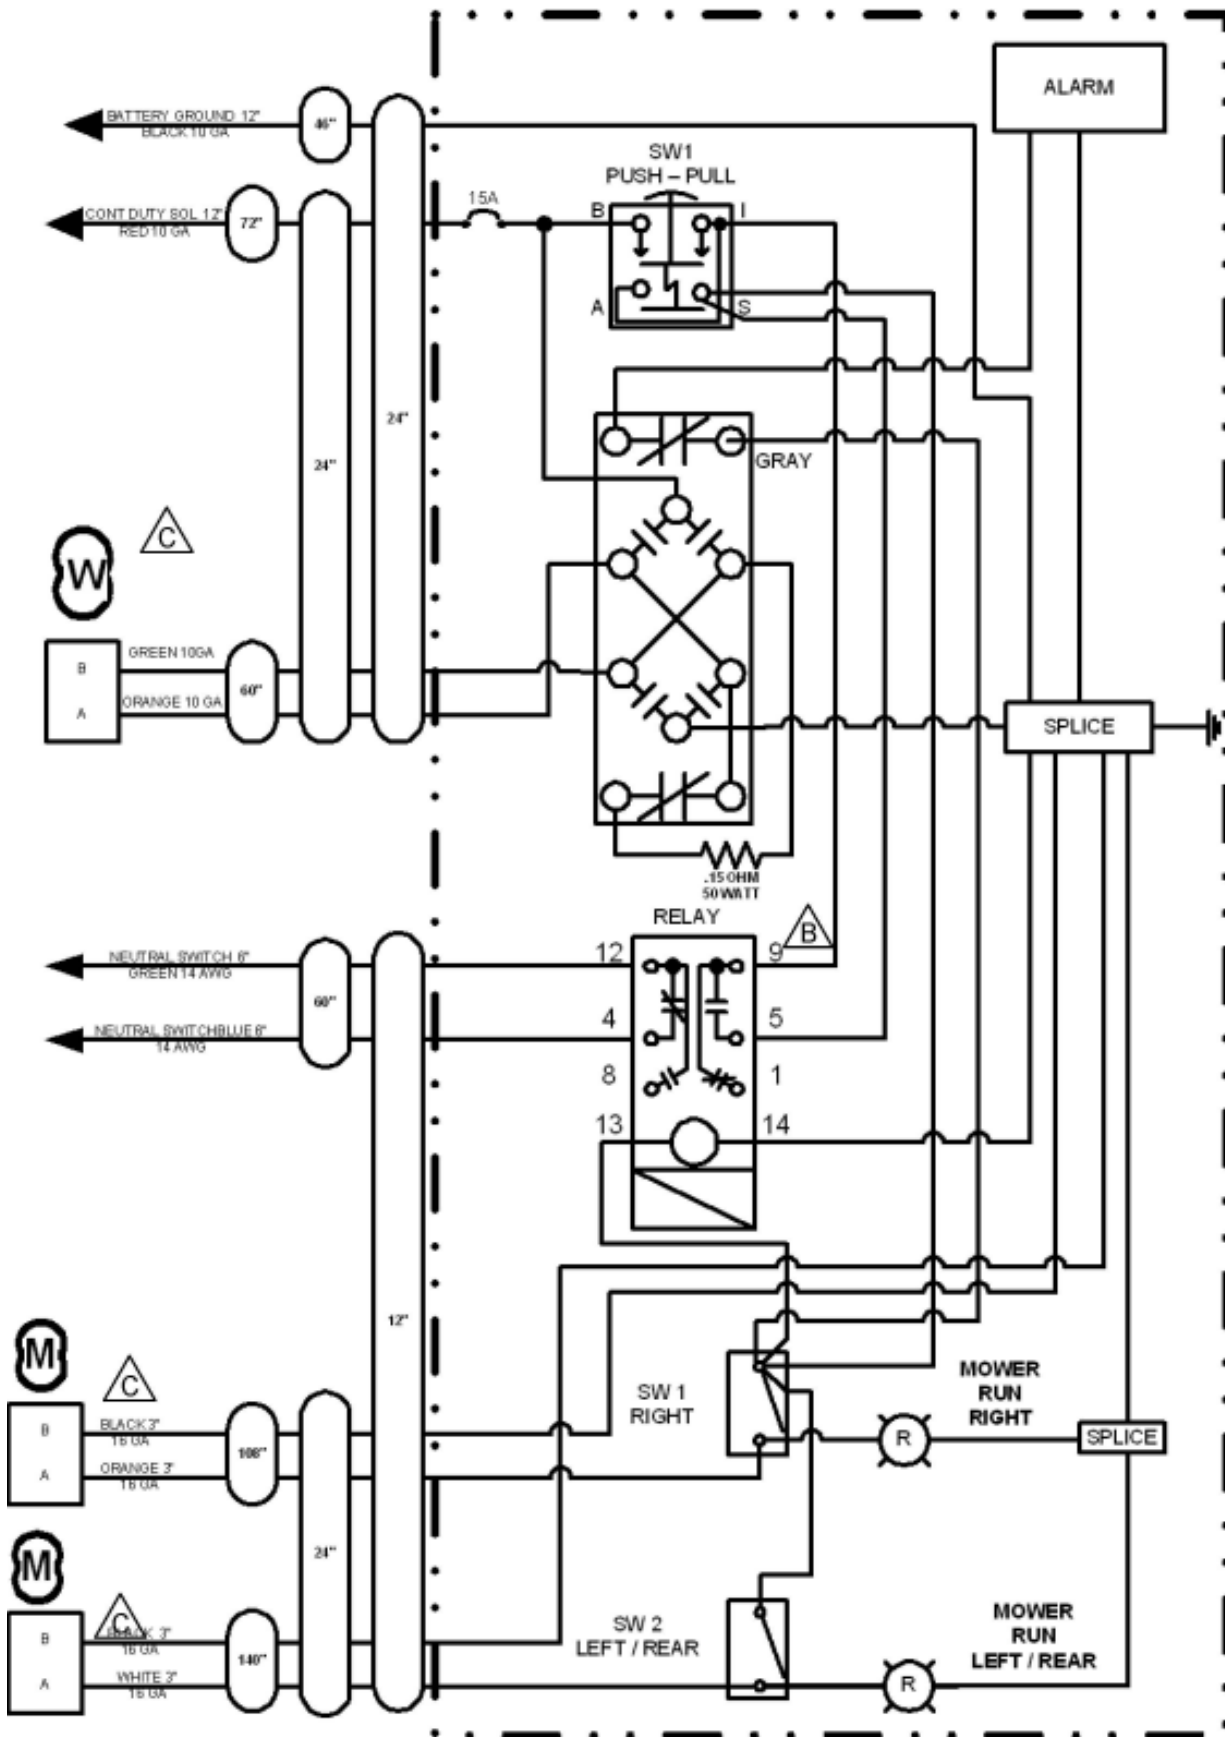 ALARM
BATTERY GROUND 12"
BLACK 10 GA
46"
SW1
PUSH – PULL
CONT DUTY SOL 12"
RED 10 GA
72"
15A
B
I
A
S
24"
24"
GRAY
C
W
B
GREEN 10GA
A
ORANGE 10 GA
60"
SPLICE
.15 OHM
50 WATT
RELAY
B
NEUTRAL SWITCH 6"
GREEN 14 AWG
60"
12
9
NEUTRAL SWITCHBLUE 6"
14 AWG
4
5
8
1
13
14
12"
M
C
B
BLACK 3"
16 GA
A
ORANGE 3"
16 GA
108"
SW 1
RIGHT
MOWER
RUN
RIGHT
R
SPLICE
24"
M
C
B
BLACK 3"
16 GA
A
WHITE 3"
16 GA
140"
SW 2
LEFT / REAR
MOWER
RUN
LEFT / REAR
R